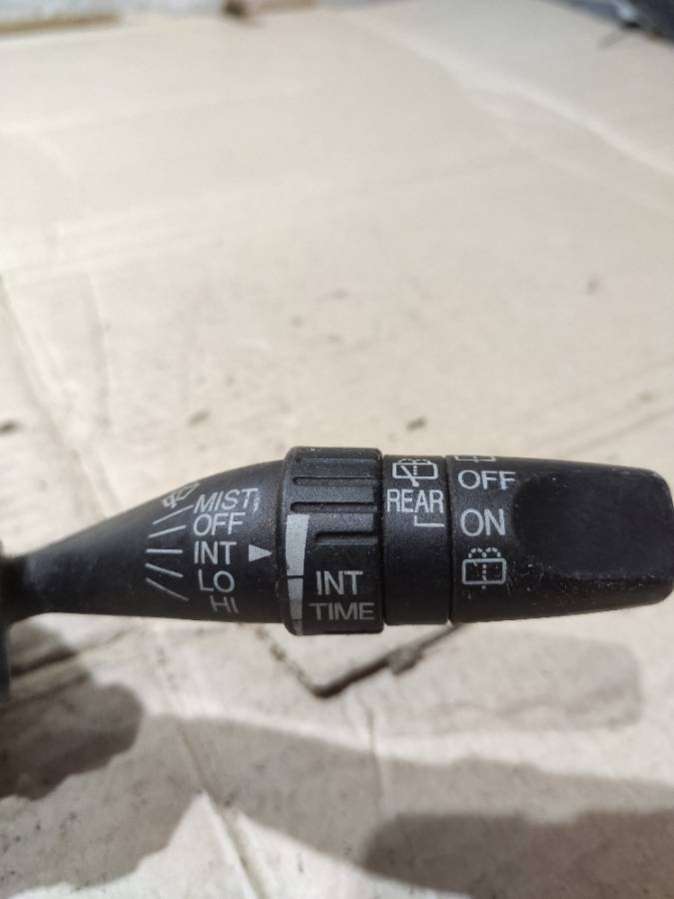 MIST
OFF
INT
LO
HI
INT
TIME
REAR
OFF
ON